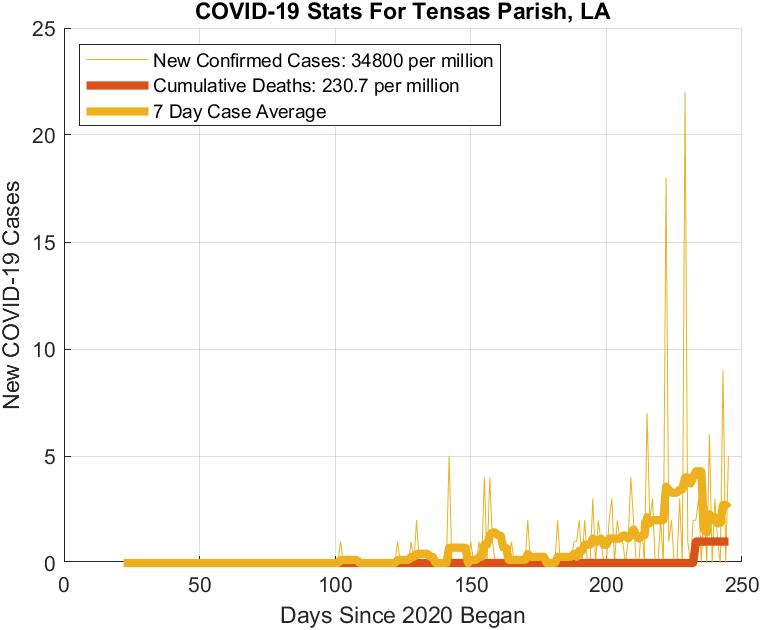 COVID-19 Stats For Tensas Parish, LA
New Confirmed Cases: 34800 per million
Cumulative Deaths: 230.7 per million
7 Day Case Average
New COVID-19 Cases
25
20
15
10
5
0
0 50 100 150 200 250
Days Since 2020 Began